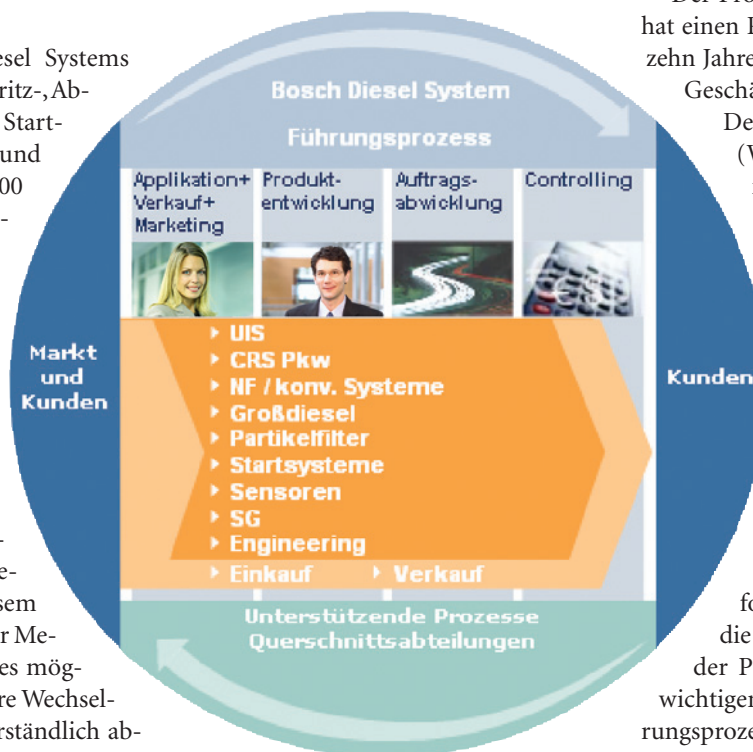 esel Systems
ritz-, Ab-
Start-
und
00
-
-
e-
sem
r Me-
es mög-
re Wechsel-
rständlich ab-
Bosch Diesel System
Führungsprozess
Applikation+
Verkauf+
Marketing
Produkt-
entwicklung
Auftrags-
abwicklung
Controlling
Markt
und
Kunden
UIS
CRS Pkw
NF / konv. Systeme
Großdiesel
Partikelfilter
Startsysteme
Sensoren
SG
Engineering
Einkauf
Verkauf
Kunden
Unterstützende Prozesse
Querschnittsabteilungen
hat einen
zehn Jahre
Geschä
De
(
fo
die
der P
wichtigen
rungsproze